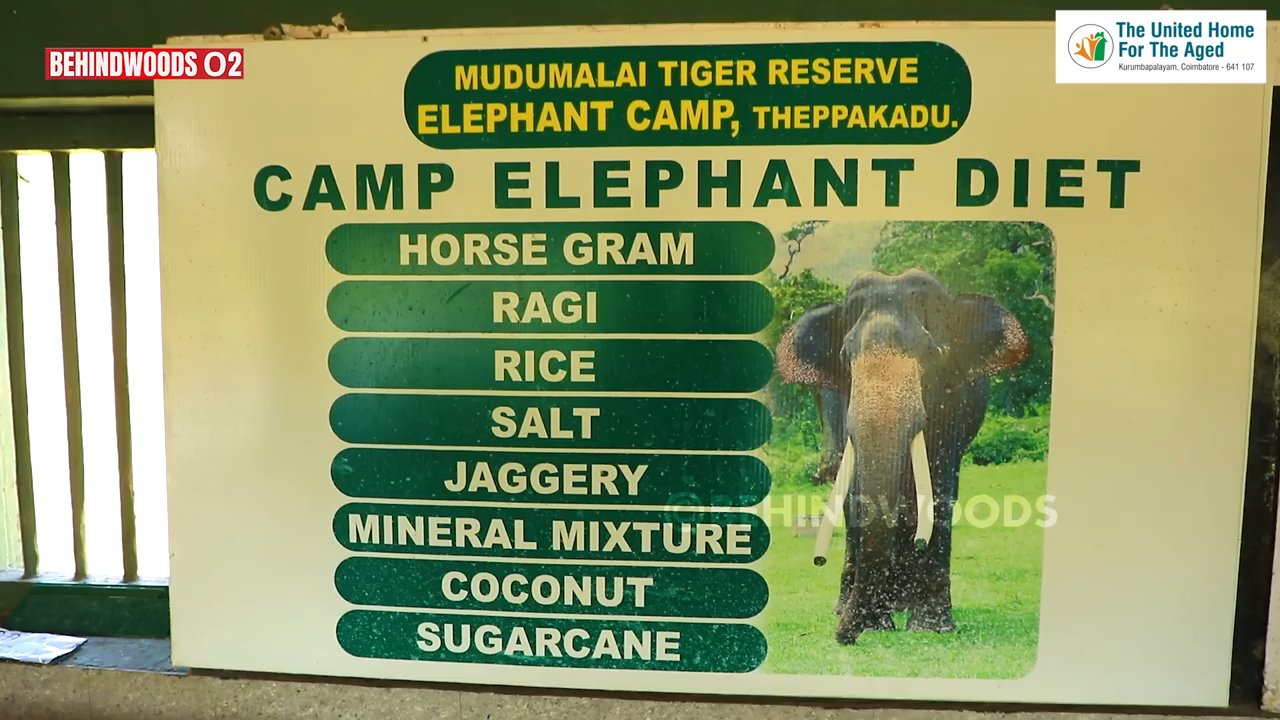 BEHINDWOODS O2
The United Home
For The Aged
Kurumbapalayam, Coimbatore - 641 107
MUDUMALAI TIGER RESERVE
ELEPHANT CAMP, THEPPAKADU.
CAMP ELEPHANT DIET
HORSE GRAM
RAGI
RICE
SALT
JAGGERY
MINERAL MIXTURE
COCONUT
SUGARCANE
@BEHINDWOODS